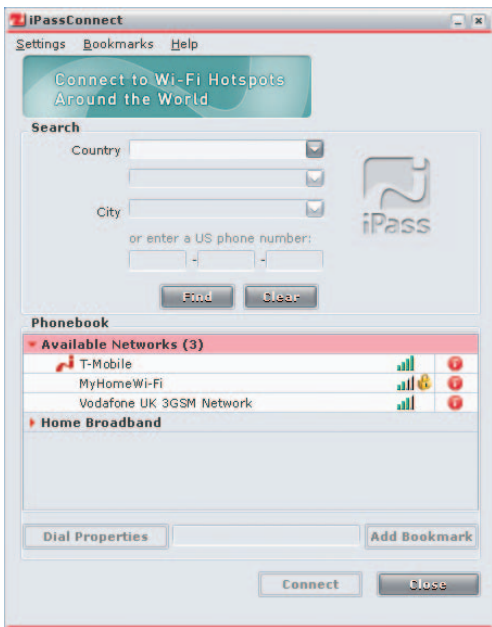 iPassConnect
Settings Bookmarks Help
Connect to Wi-Fi Hotspots
Around the World
Search
Country
City
iPass
or enter a US phone number:
- -
Find Clear
Phonebook
Available Networks (3)
T-Mobile
MyHomeWi-Fi
Vodafone UK 3GSM Network
Home Broadband
Dial Properties Add Bookmark
Connect Close